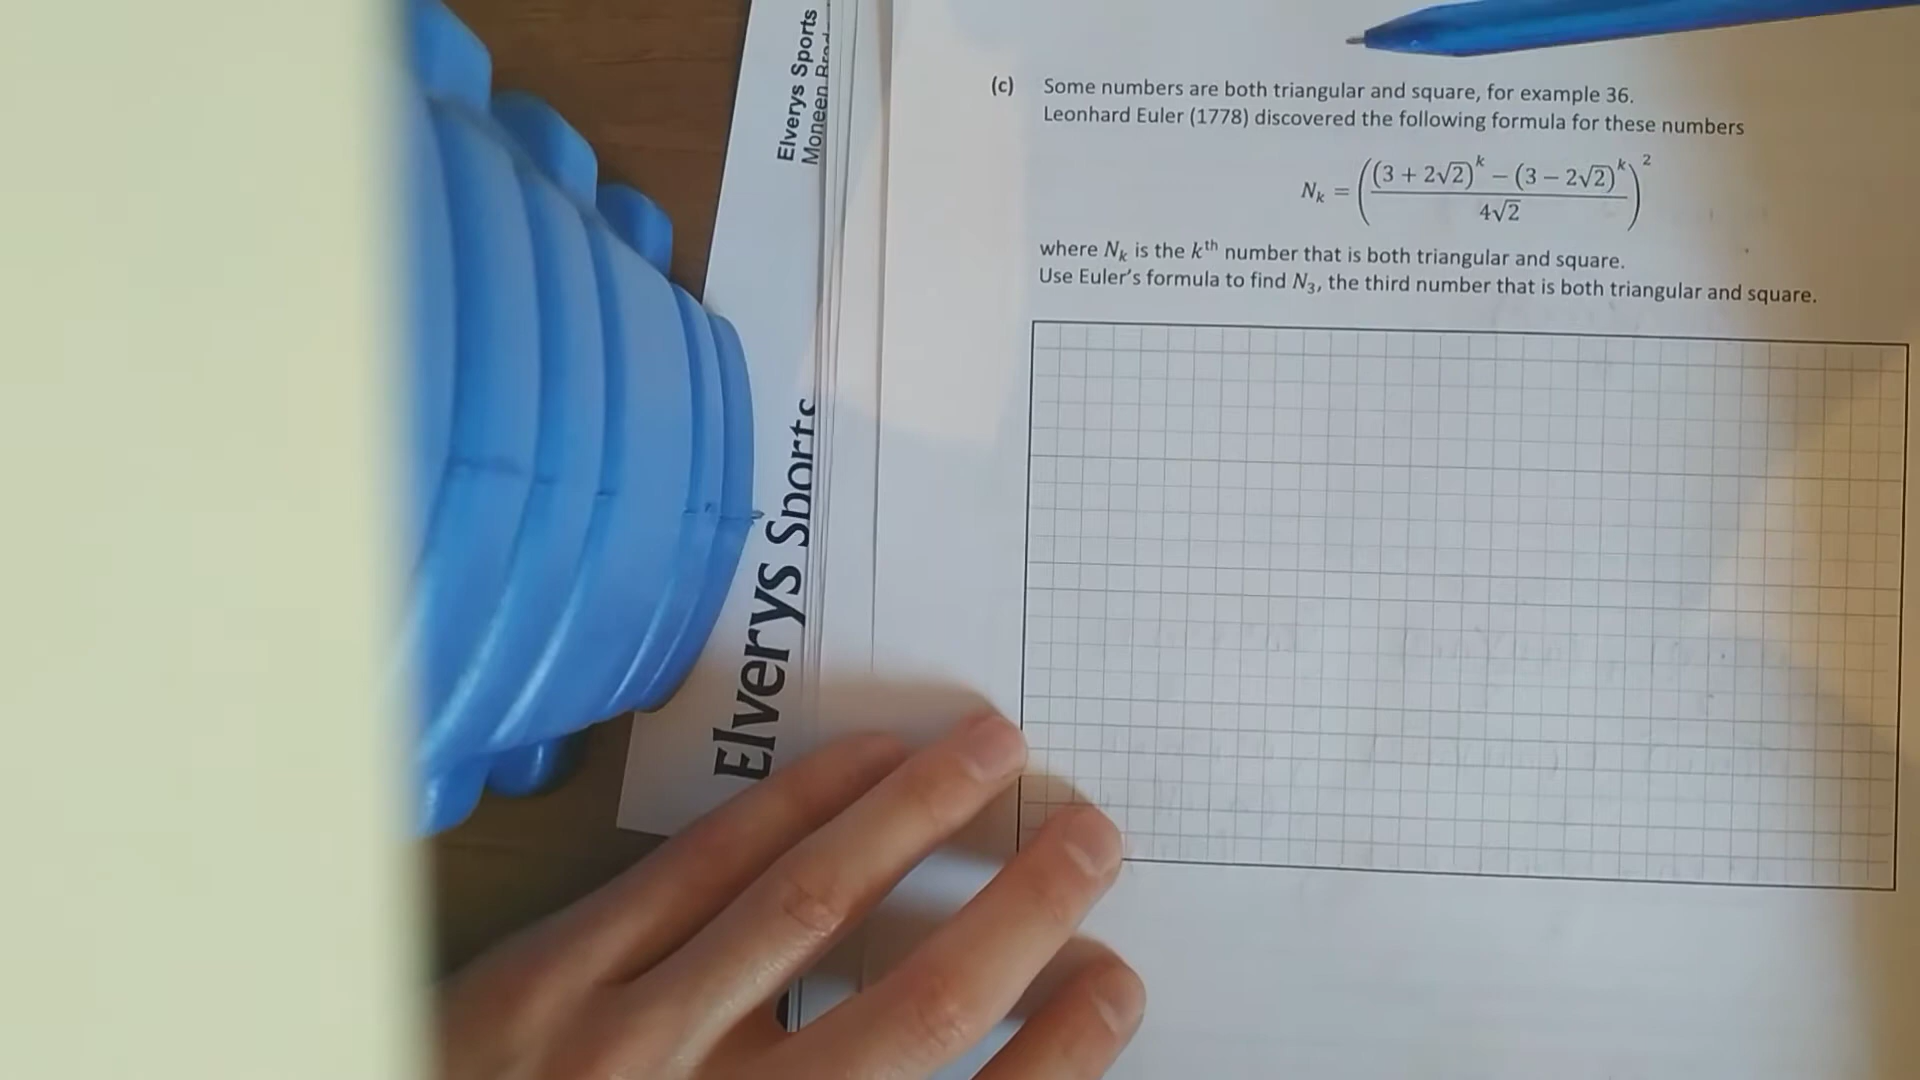 Elverys Sports
Moneen
Elverys Sports
(c) Some numbers are both triangular and square, for example 36.
Leonhard Euler (1778) discovered the following formula for these numbers
N_k = (((3 + 2√2)^k − (3 − 2√2)^k) / 4√2)^2
where N_k is the k^th number that is both triangular and square.
Use Euler's formula to find N_3, the third number that is both triangular and square.